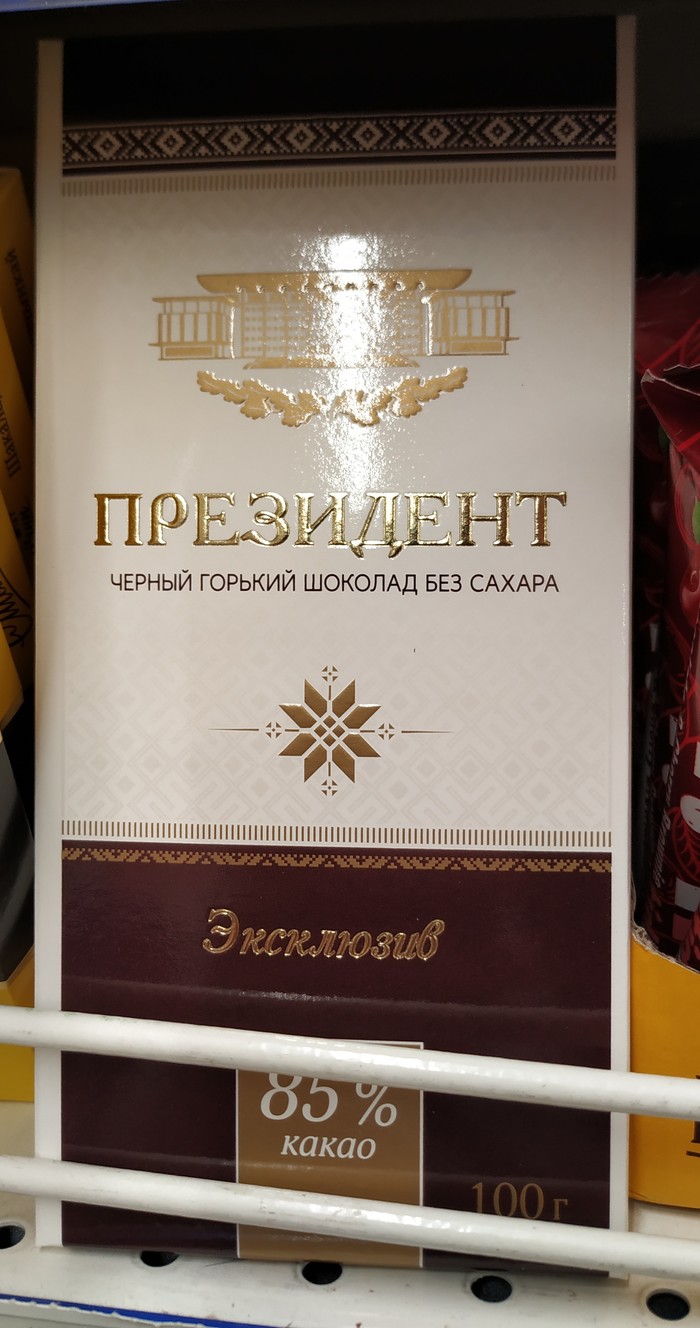 ПРЕЗИДЕНТ
ЧЕРНЫЙ ГОРЬКИЙ ШОКОЛАД БЕЗ САХАРА
Эксклюзив
85%
какао
100 г